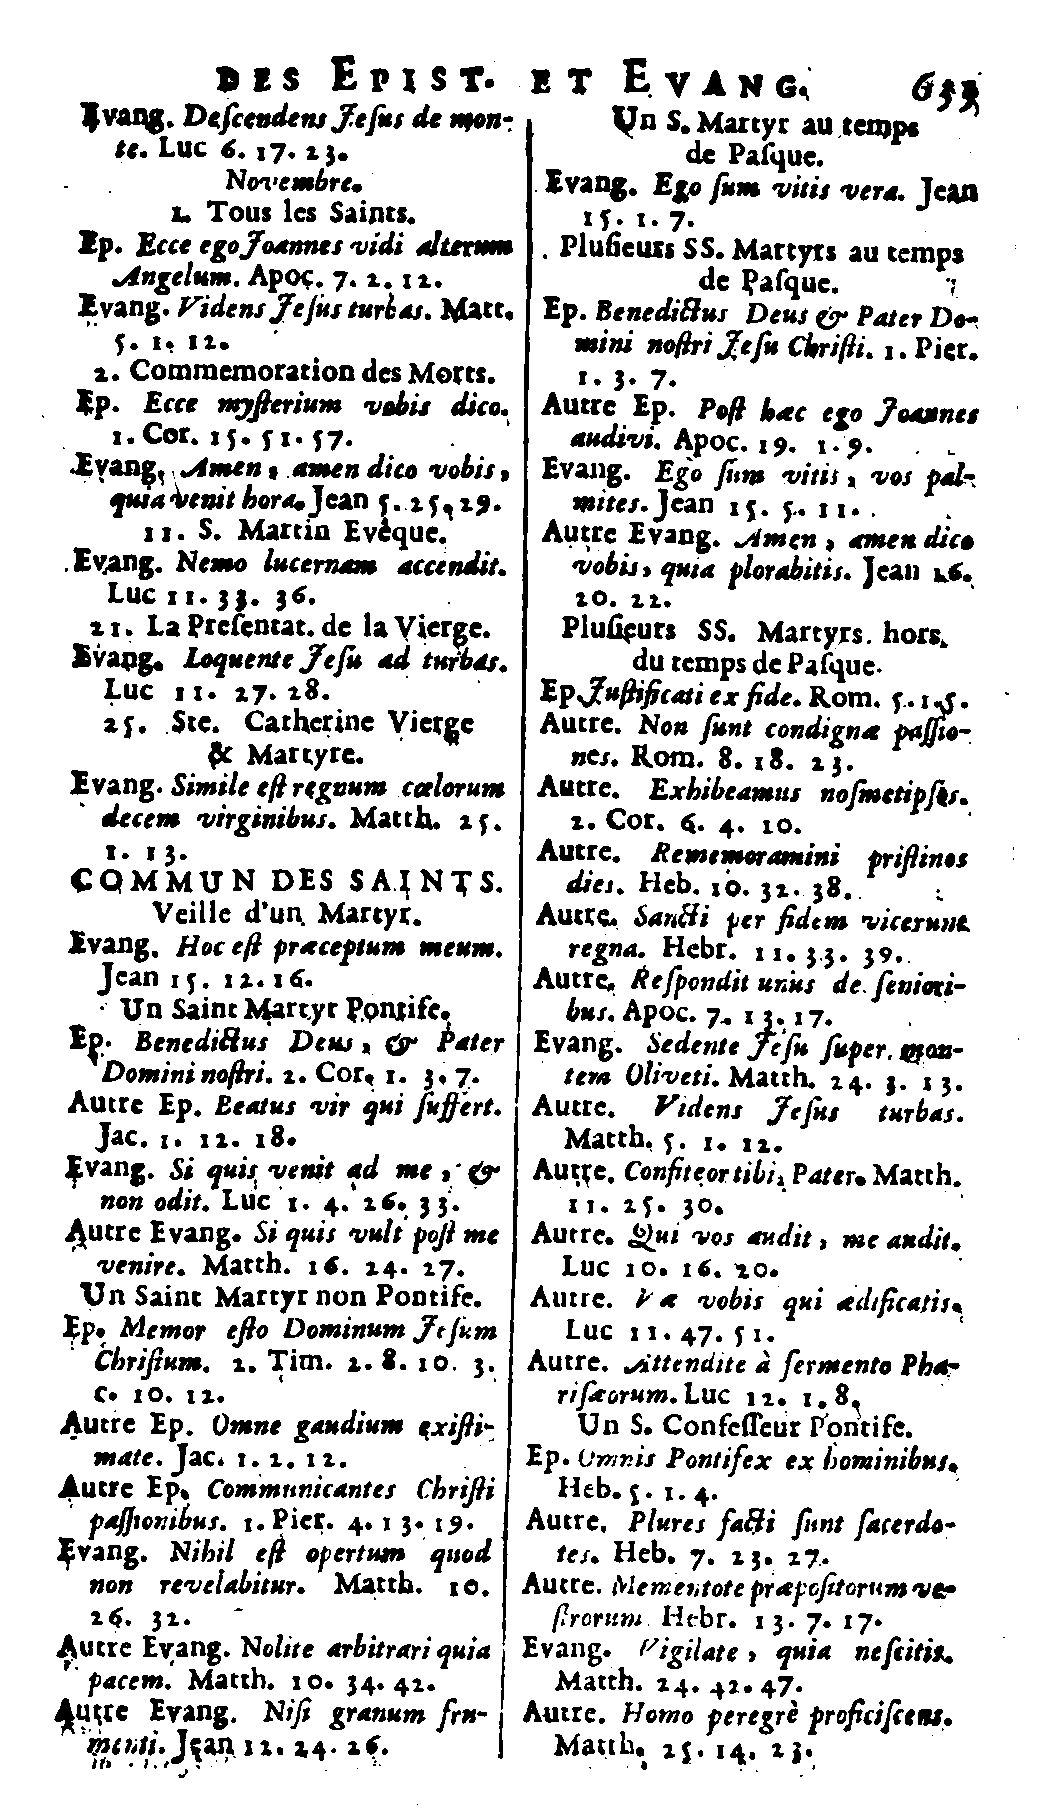 DES EPIST. ET EVANG. 633
Evang. Deſcendens Jeſus de mon-
te. Luc 6. 17. 23.
Novembre.
1. Tous les Saints.
Ep. Ecce ego Joannes vidi alterum
Angelum. Apoc. 7. 2. 12.
Evang. Videns Jeſus turbas. Matt.
5. 1. 12.
2. Commemoration des Morts.
Ep. Ecce myſterium vobis dico.
1. Cor. 15. 51. 57.
Evang. Amen, amen dico vobis,
quia venit hora. Jean 5. 25. 29.
11. S. Martin Evêque.
Evang. Nemo lucernam accendit.
Luc 11. 33. 36.
21. La Preſentat. de la Vierge.
Evang. Loquente Jeſu ad turbas.
Luc 11. 27. 28.
25. Ste. Catherine Vierge
& Martyre.
Evang. Simile eſt regnum cœlorum
decem virginibus. Matth. 25.
1. 13.
COMMUN DES SAINTS.
Veille d'un Martyr.
Evang. Hoc eſt præceptum meum.
Jean 15. 12. 16.
Un Saint Martyr Pontife.
Ep. Benedictus Deus, & Pater
Domini noſtri. 2. Cor. 1. 3. 7.
Autre Ep. Beatus vir qui ſuffert.
Jac. 1. 12. 18.
Evang. Si quis venit ad me, &
non odit. Luc 1. 4. 26. 33.
Autre Evang. Si quis vult poſt me
venire. Matth. 16. 24. 27.
Un Saint Martyr non Pontife.
Ep. Memor eſto Dominum Jeſum
Chriſtum. 2. Tim. 2. 8. 10. 3.
c. 10. 12.
Autre Ep. Omne gaudium exiſti-
mate. Jac. 1. 2. 12.
Autre Ep. Communicantes Chriſti
paſſionibus. 1. Pier. 4. 13. 19.
Evang. Nihil eſt opertum quod
non revelabitur. Matth. 10.
26. 32.
Autre Evang. Nolite arbitrari quia
pacem. Matth. 10. 34. 42.
Autre Evang. Niſi granum fru-
menti. Jean 12. 24. 26.
Un S. Martyr au temps
de Paſque.
Evang. Ego ſum vitis vera. Jean
15. 1. 7.
Pluſieurs SS. Martyrs au temps
de Paſque.
Ep. Benedictus Deus & Pater Do-
mini noſtri Jeſu Chriſti. 1. Pier.
1. 3. 7.
Autre Ep. Poſt hæc ego Joannes
audivi. Apoc. 19. 1. 9.
Evang. Ego ſum vitis, vos pal-
mites. Jean 15. 5. 11.
Autre Evang. Amen, amen dico
vobis, quia plorabitis. Jean 16.
20. 22.
Pluſieurs SS. Martyrs hors
du temps de Paſque.
Ep. Juſtificati ex fide. Rom. 5. 1. 5.
Autre. Non ſunt condignæ paſſio-
nes. Rom. 8. 18. 23.
Autre. Exhibeamus noſmetipſos.
2. Cor. 6. 4. 10.
Autre. Rememoramini priſtinos
dies. Heb. 10. 32. 38.
Autre. Sancti per fidem vicerunt
regna. Hebr. 11. 33. 39.
Autre. Reſpondit unus de ſeniori-
bus. Apoc. 7. 13. 17.
Evang. Sedente Jeſu ſuper mon-
tem Oliveti. Matth. 24. 3. 13.
Autre. Videns Jeſus turbas.
Matth. 5. 1. 12.
Autre. Confiteor tibi, Pater. Matth.
11. 25. 30.
Autre. Qui vos audit, me audit.
Luc 10. 16. 20.
Autre. Væ vobis qui ædificatis.
Luc 11. 47. 51.
Autre. Attendite à fermento Pha-
riſæorum. Luc 12. 1. 8.
Un S. Confeſſeur Pontife.
Ep. Omnis Pontifex ex hominibus.
Heb. 5. 1. 4.
Autre. Plures facti ſunt ſacerdo-
tes. Heb. 7. 23. 27.
Autre. Mementote præpoſitorum ve-
ſtrorum Hebr. 13. 7. 17.
Evang. Vigilate, quia neſcitis.
Matth. 24. 42. 47.
Autre. Homo peregrè proficiſcens.
Matth. 25. 14. 23.